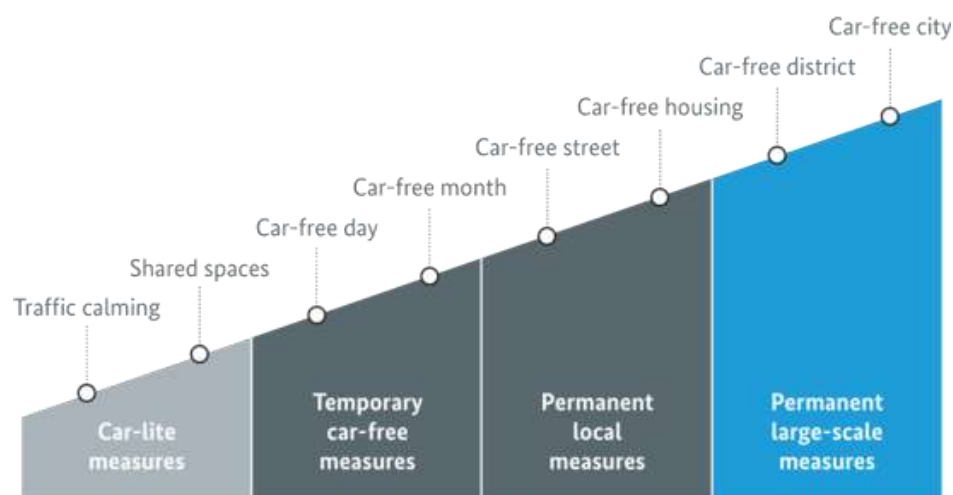 Car-free city
Car-free district
Car-free housing
Car-free street
Car-free month
Car-free day
Shared spaces
Traffic calming
Car-lite
measures
Temporary
car-free
measures
Permanent
local
measures
Permanent
large-scale
measures